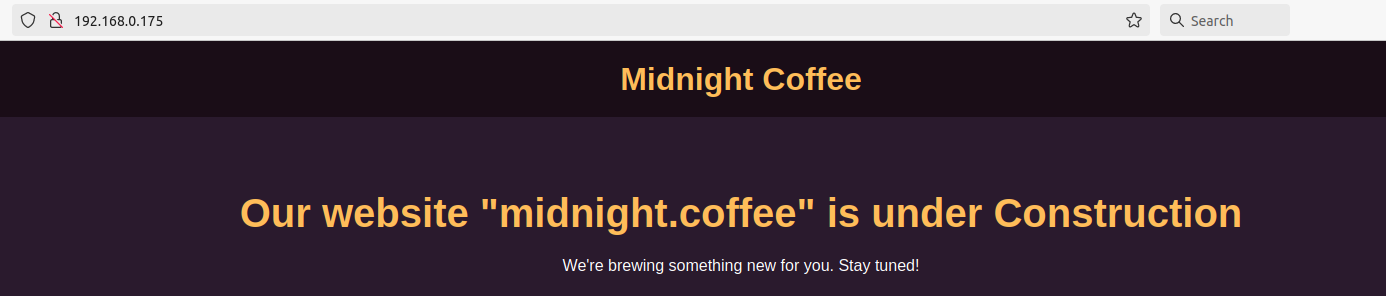 192.168.0.175
Search
Midnight Coffee
Our website "midnight.coffee" is under Construction
We're brewing something new for you. Stay tuned!